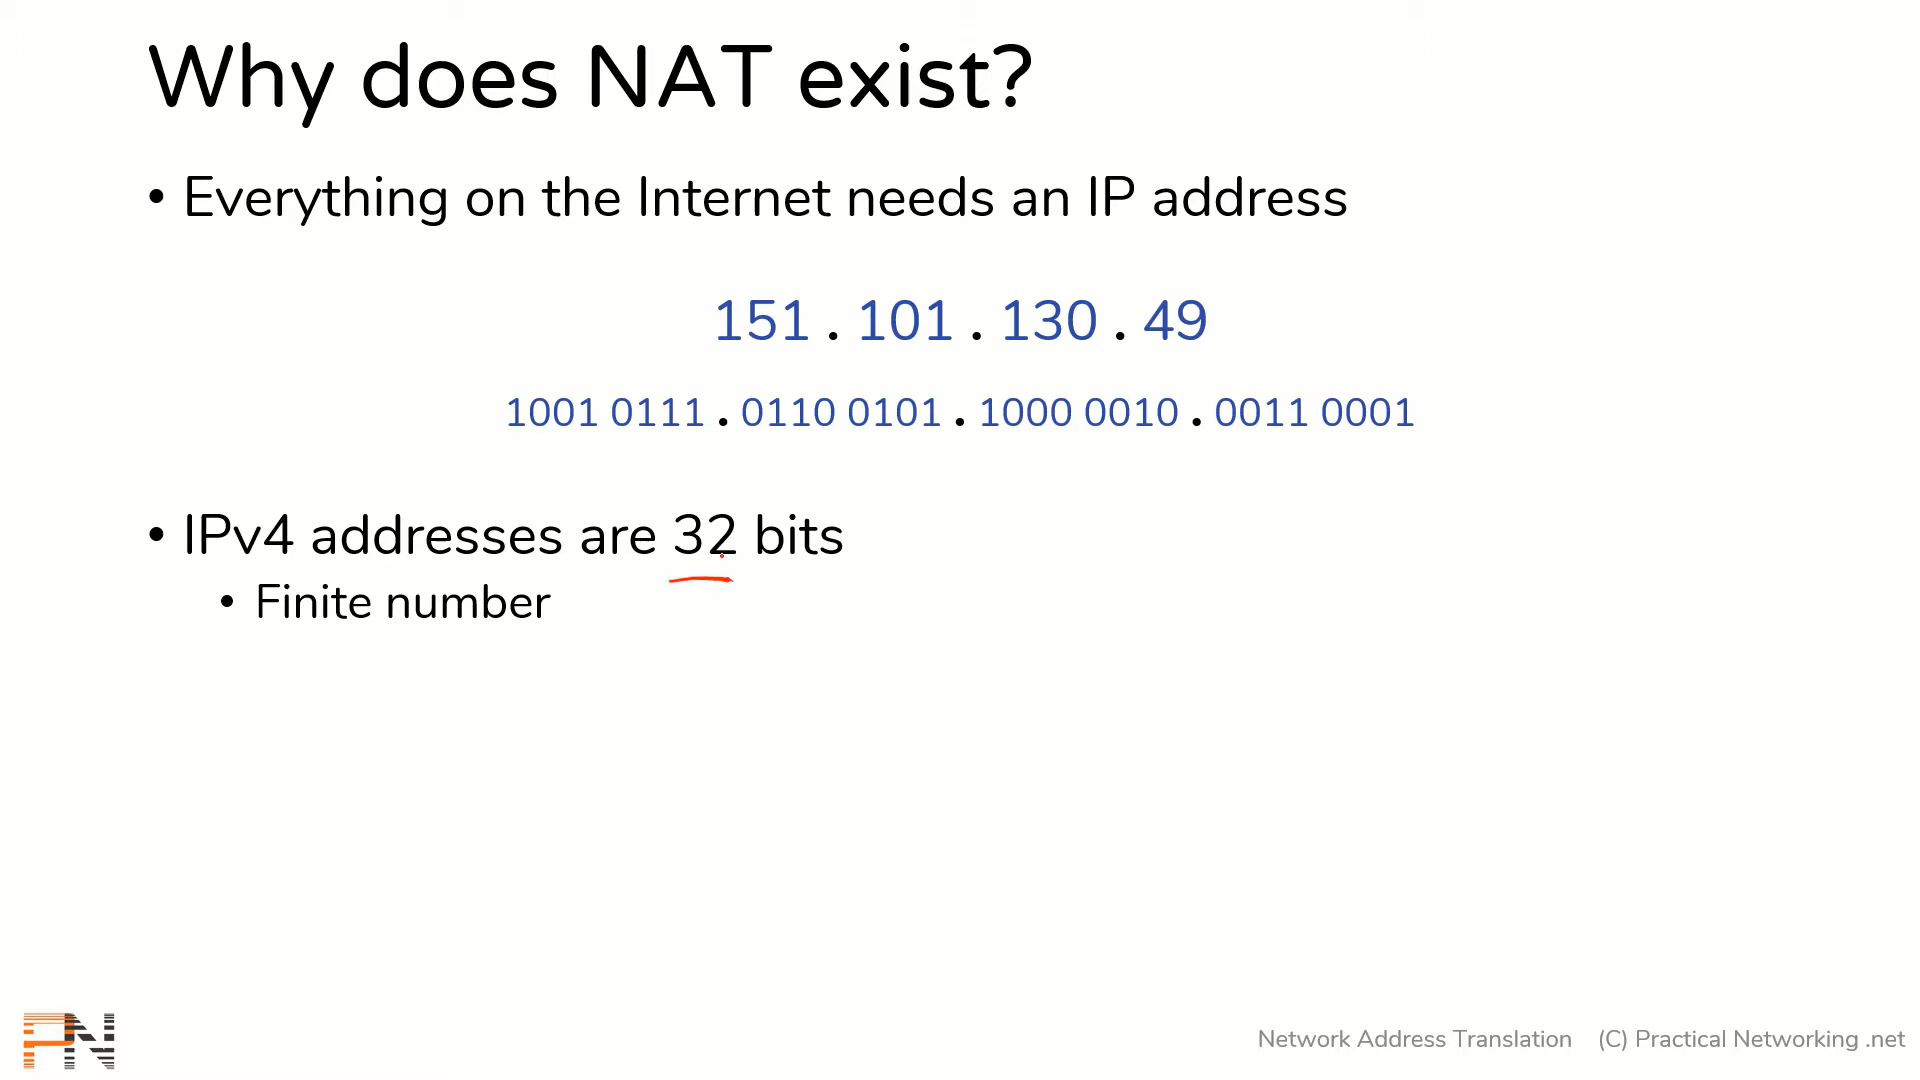 Why does NAT exist?
• Everything on the Internet needs an IP address
151 . 101 . 130 . 49
1001 0111 . 0110 0101 . 1000 0010 . 0011 0001
• IPv4 addresses are 32 bits
• Finite number
PN
Network Address Translation (C) Practical Networking .net